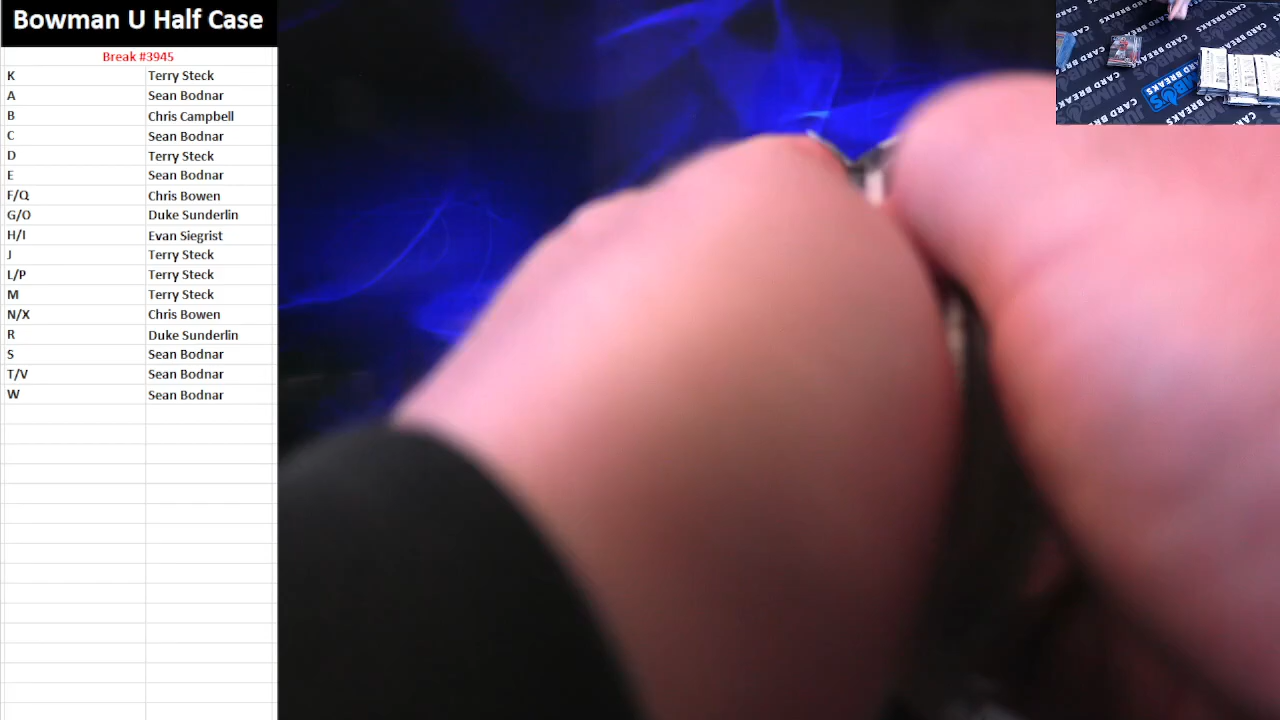 Bowman U Half Case
Break #3945
K Terry Steck
A Sean Bodnar
B Chris Campbell
C Sean Bodnar
D Terry Steck
E Sean Bodnar
F/Q Chris Bowen
G/O Duke Sunderlin
H/I Evan Siegrist
J Terry Steck
L/P Terry Steck
M Terry Steck
N/X Chris Bowen
R Duke Sunderlin
S Sean Bodnar
T/V Sean Bodnar
W Sean Bodnar
CARD BREAKS